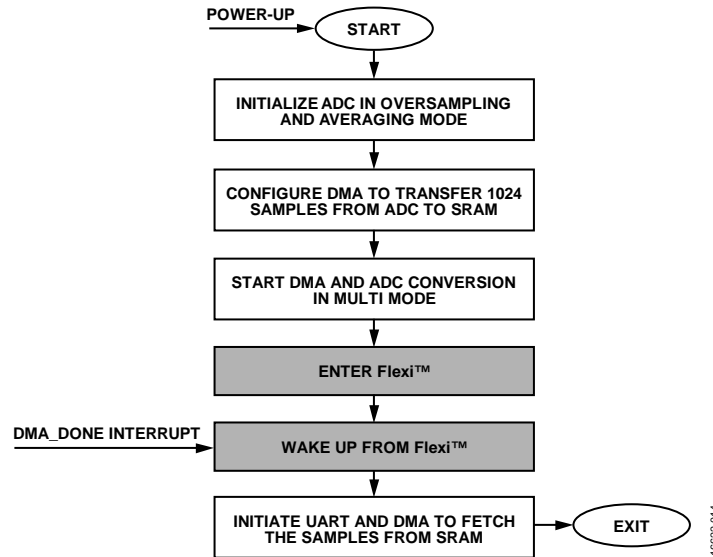 POWER-UP
START
INITIALIZE ADC IN OVERSAMPLING
AND AVERAGING MODE
CONFIGURE DMA TO TRANSFER 1024
SAMPLES FROM ADC TO SRAM
START DMA AND ADC CONVERSION
IN MULTI MODE
ENTER Flexi™
DMA_DONE INTERRUPT
WAKE UP FROM Flexi™
INITIATE UART AND DMA TO FETCH
THE SAMPLES FROM SRAM
EXIT